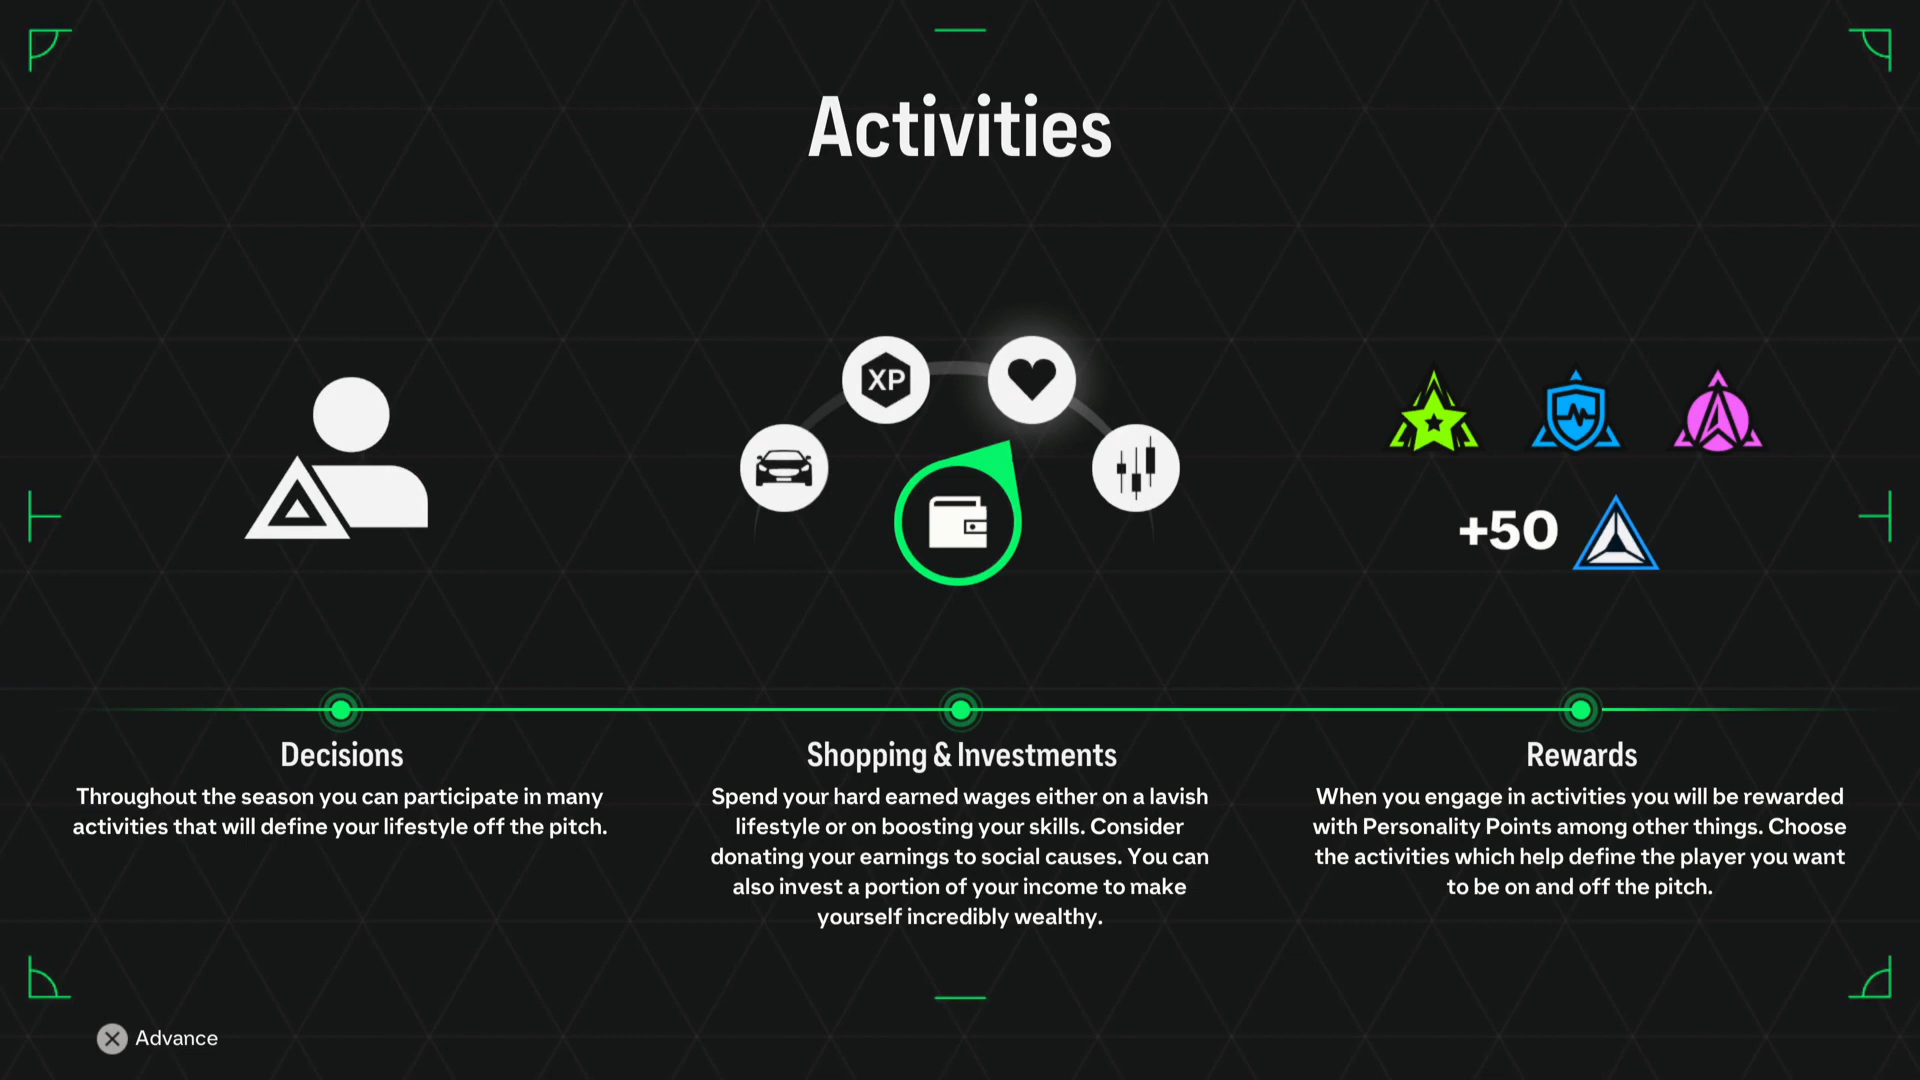 Activities
XP
+50
Decisions
Throughout the season you can participate in many
activities that will define your lifestyle off the pitch.
Shopping & Investments
Spend your hard earned wages either on a lavish
lifestyle or on boosting your skills. Consider
donating your earnings to social causes. You can
also invest a portion of your income to make
yourself incredibly wealthy.
Rewards
When you engage in activities you will be rewarded
with Personality Points among other things. Choose
the activities which help define the player you want
to be on and off the pitch.
Advance